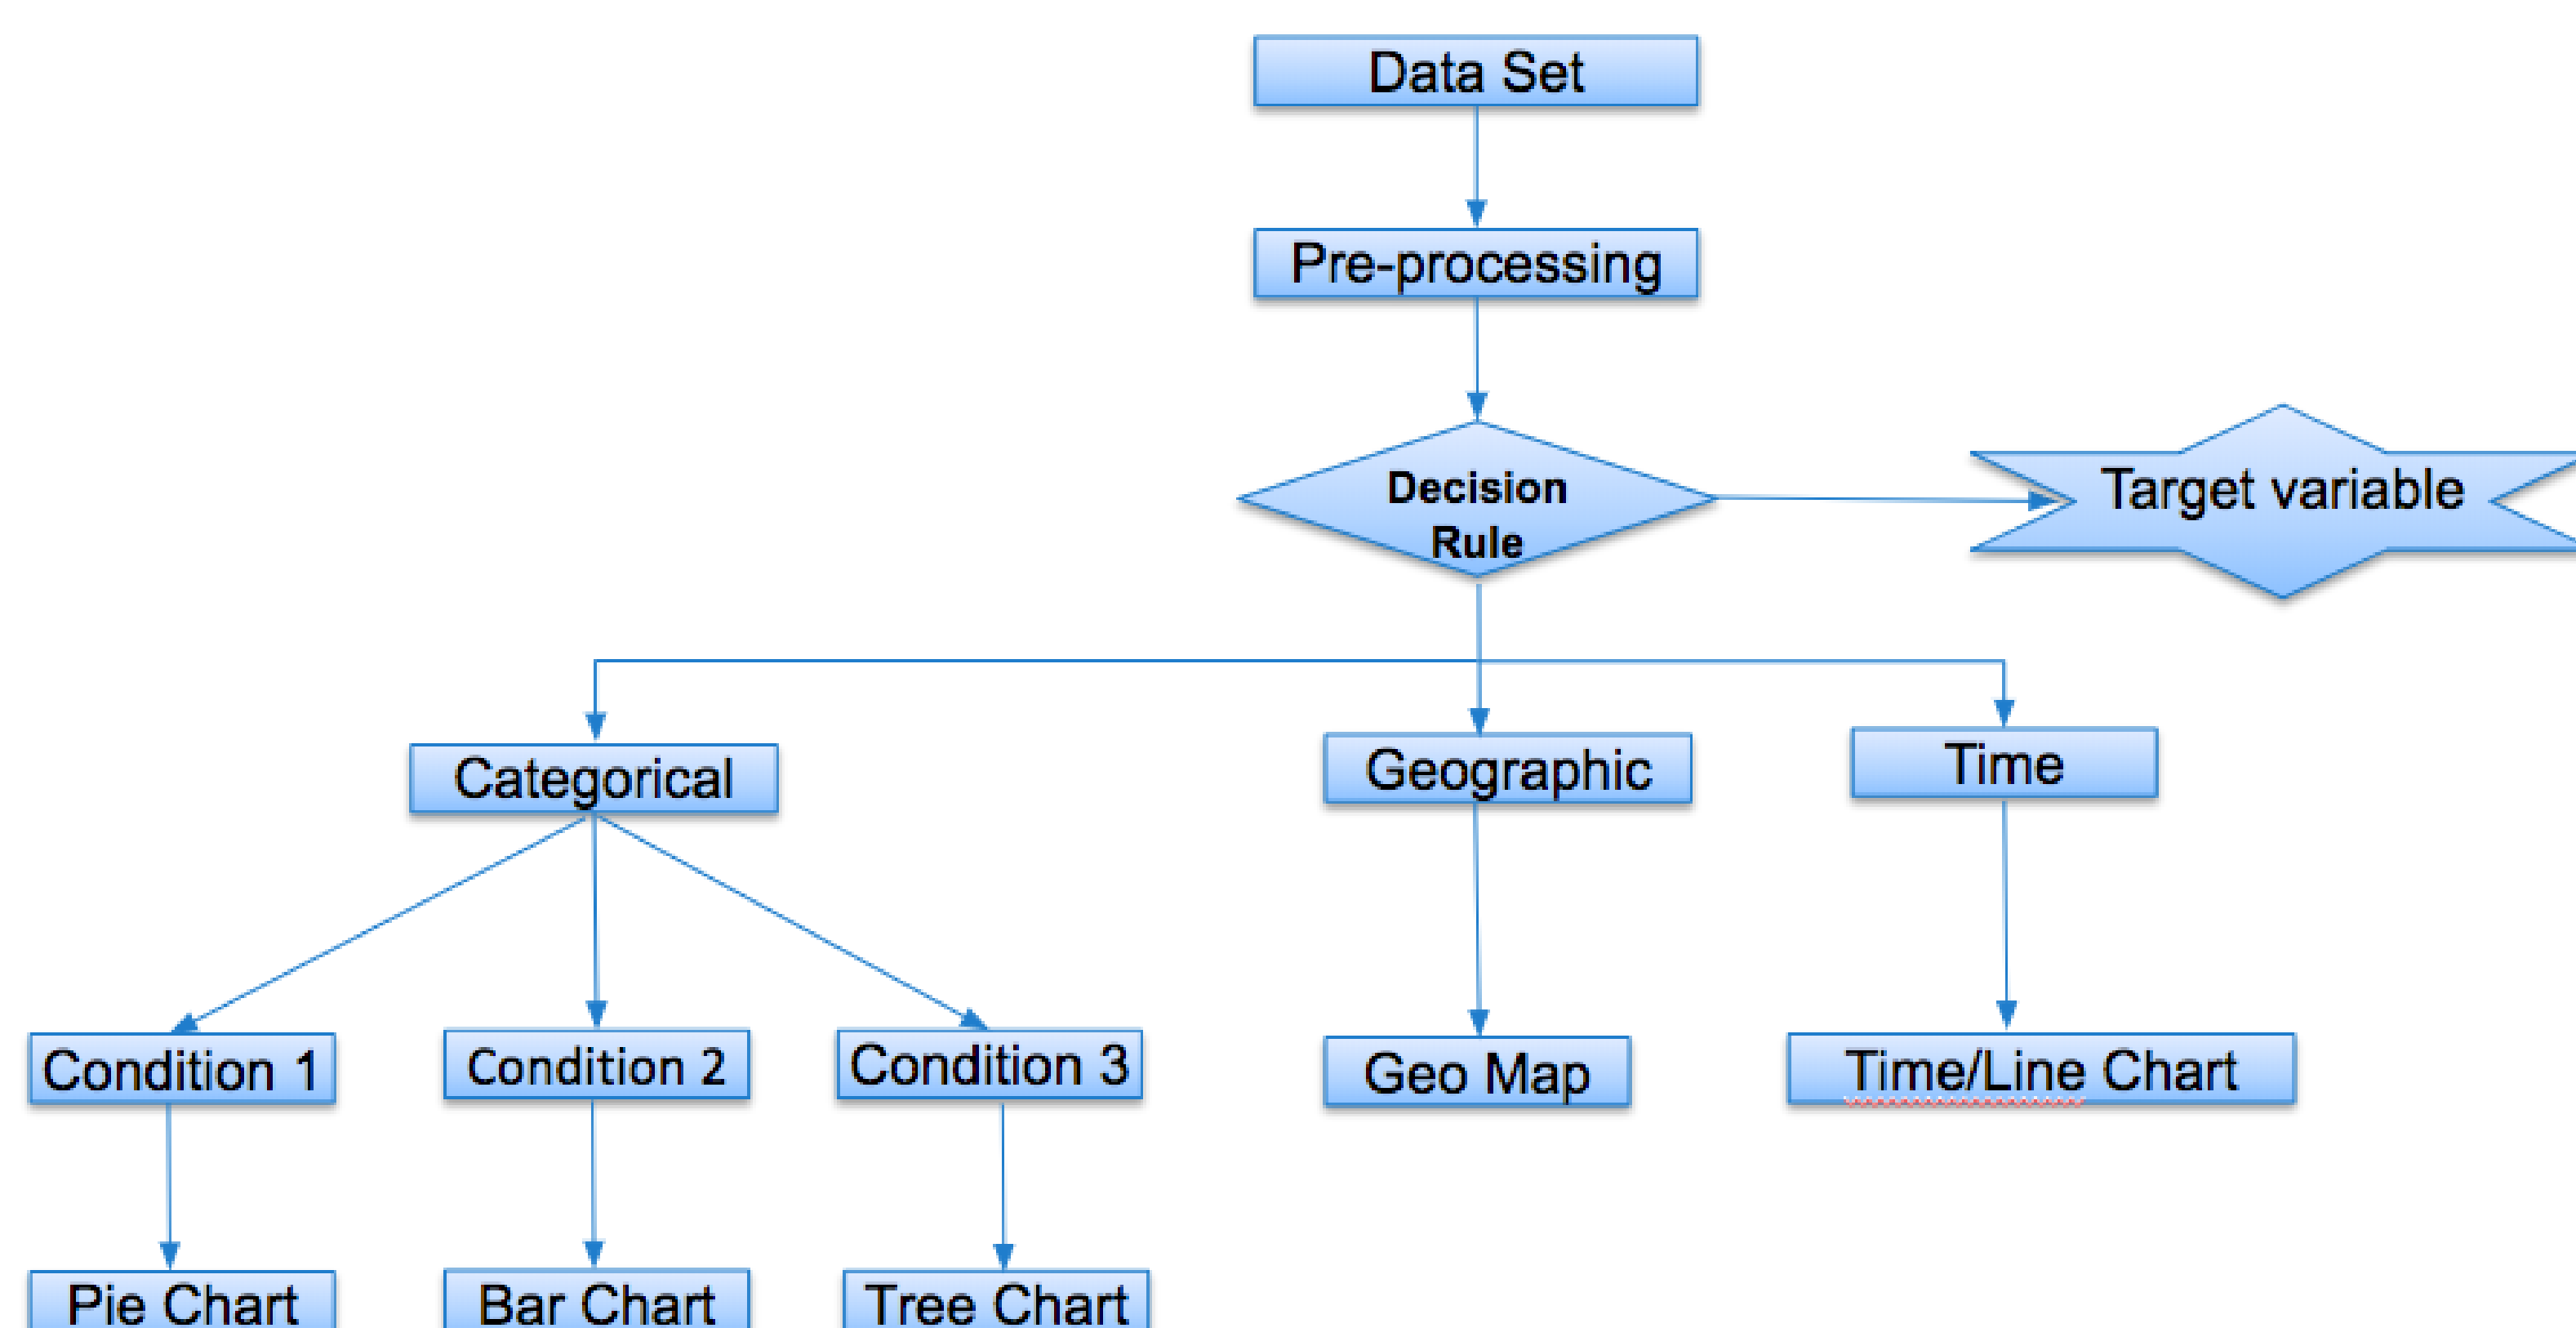 Data Set
Pre-processing
Decision
Rule
Target variable
Categorical
Geographic
Time
Condition 1
Condition 2
Condition 3
Geo Map
Time/Line Chart
Pie Chart
Bar Chart
Tree Chart